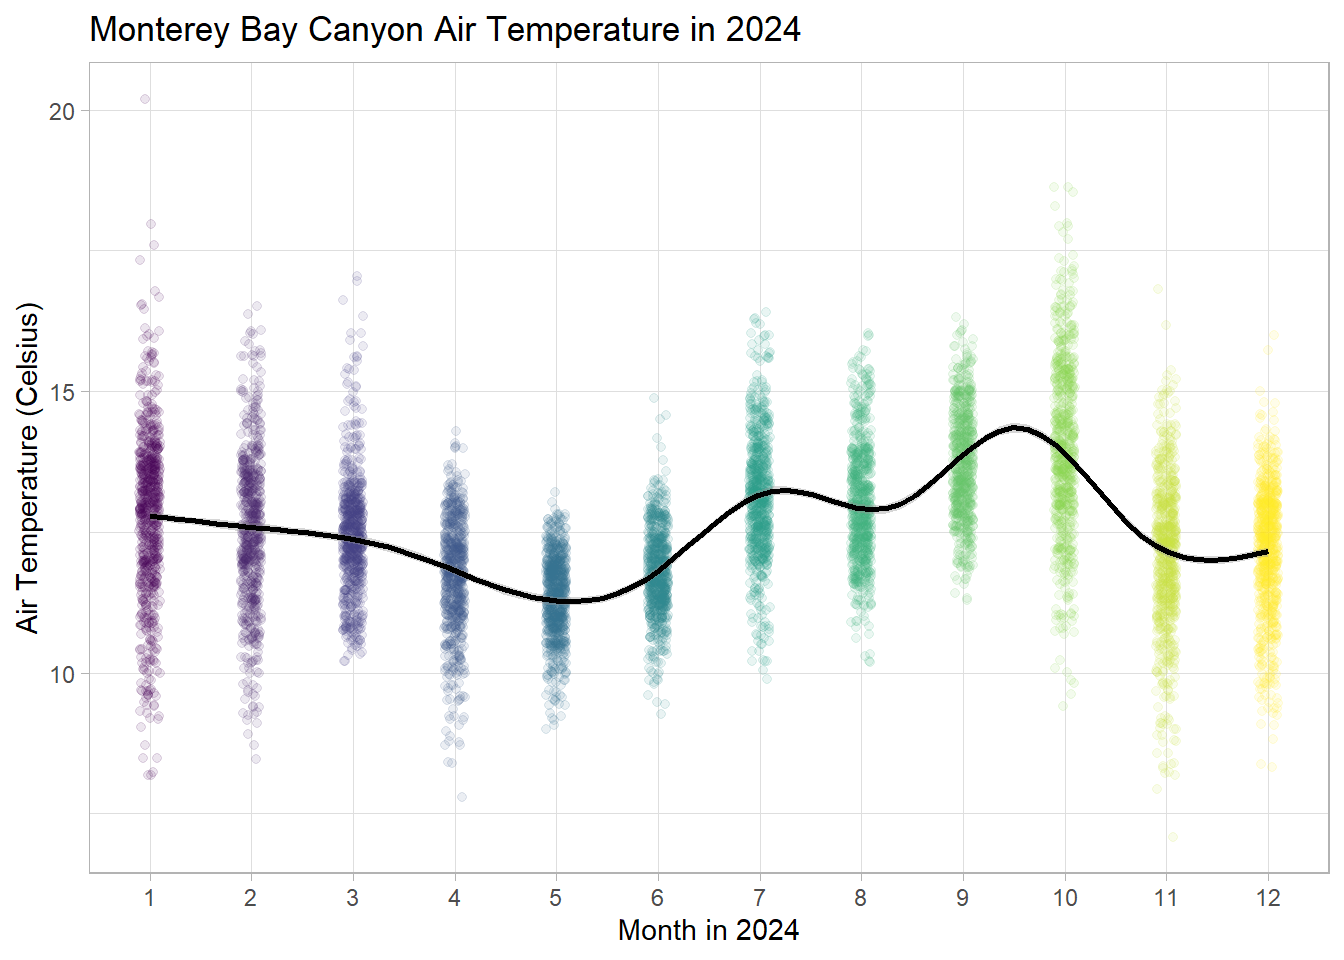 Monterey Bay Canyon Air Temperature in 2024
Air Temperature (Celsius)
20
15
10
1 2 3 4 5 6 7 8 9 10 11 12
Month in 2024